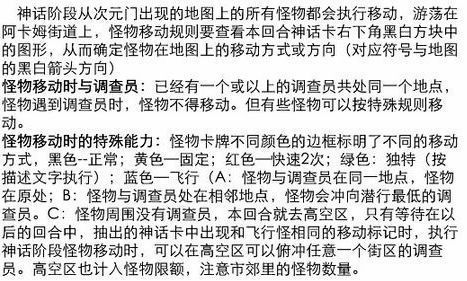 神话阶段从次元门出现的地图上的所有怪物都会执行移动，游荡在
阿卡姆街道上，怪物移动规则要查看本回合神话卡右下角黑白方块中
的图形，从而确定怪物在地图上的移动方式或方向（对应符号与地图
的黑白箭头方向）
怪物移动时与调查员：已经有一个或以上的调查员共处同一个地点，
怪物遇到调查员时，怪物不得移动。但有些怪物可以按特殊规则移
动。
怪物移动时的特殊能力：怪物卡牌不同颜色的边框标明了不同的移动
方式，黑色--正常；黄色—固定；红色—快速2次；绿色：独特（按
描述文字执行）；蓝色—飞行（A：怪物与调查员在同一地点，怪物
在原处；B：怪物与调查员处在相邻地点，怪物会冲向潜行最低的调
查员。C：怪物周围没有调查员，本回合就去高空区，只有等待在以
后的回合中，抽出的神话卡中出现和飞行怪相同的移动标记时，执行
神话阶段怪物移动时，可以在高空区可以俯冲任意一个街区的调查
员。高空区也计入怪物限额，注意市郊里的怪物数量。